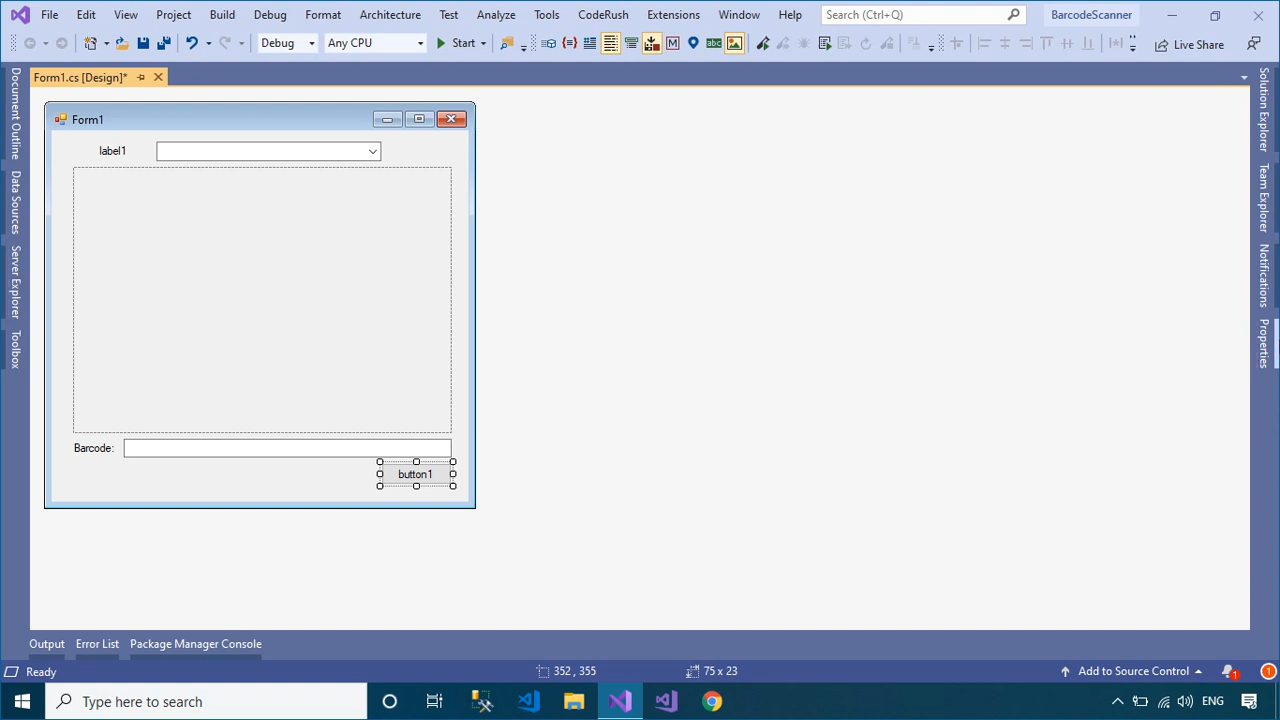 File Edit View Project Build Debug Format Architecture Test Analyze Tools CodeRush Extensions Window Help Search (Ctrl+Q) BarcodeScanner
Debug Any CPU Start Live Share
Form1.cs [Design]*
Document Outline
Data Sources
Server Explorer
Toolbox
Form1
label1
Barcode:
button1
Solution Explorer
Team Explorer
Notifications
Properties
Output Error List Package Manager Console
Ready 352 , 355 75 x 23 Add to Source Control 1 1
Type here to search ENG